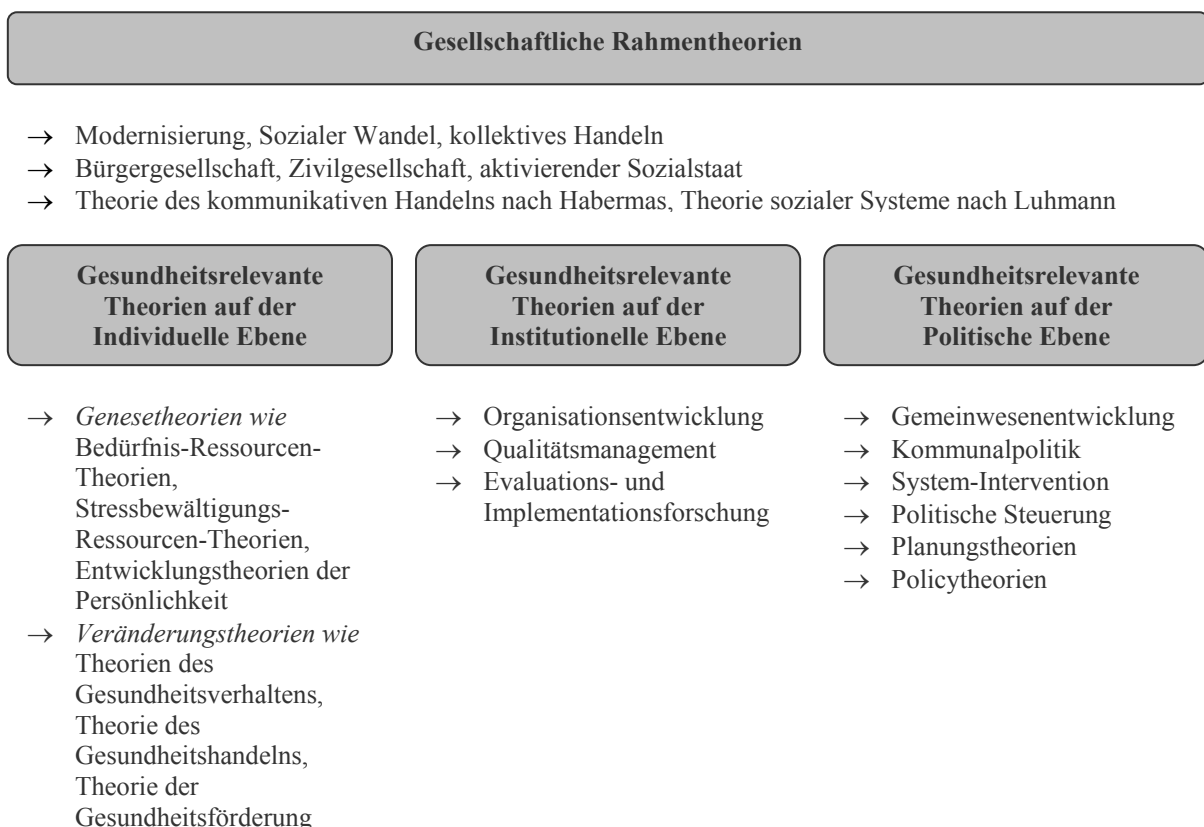 Gesellschaftliche Rahmentheorien
→ Modernisierung, Sozialer Wandel, kollektives Handeln
→ Bürgergesellschaft, Zivilgesellschaft, aktivierender Sozialstaat
→ Theorie des kommunikativen Handelns nach Habermas, Theorie sozialer Systeme nach Luhmann
Gesundheitsrelevante
Theorien auf der
Individuelle Ebene
→ Genesetheorien wie
Bedürfnis-Ressourcen-
Theorien,
Stressbewältigungs-
Ressourcen-Theorien,
Entwicklungstheorien der
Persönlichkeit
→ Veränderungstheorien wie
Theorien des
Gesundheitsverhaltens,
Theorie des
Gesundheitshandelns,
Theorie der
Gesundheitsförderung
Gesundheitsrelevante
Theorien auf der
Institutionelle Ebene
→ Organisationsentwicklung
→ Qualitätsmanagement
→ Evaluations- und
Implementationsforschung
Gesundheitsrelevante
Theorien auf der
Politische Ebene
→ Gemeinwesenentwicklung
→ Kommunalpolitik
→ System-Intervention
→ Politische Steuerung
→ Planungstheorien
→ Policytheorien